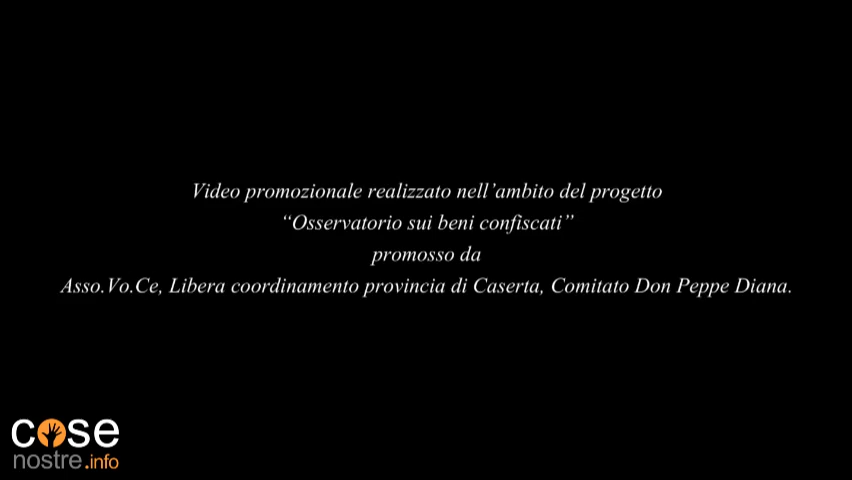 Video promozionale realizzato nell’ambito del progetto
“Osservatorio sui beni confiscati”
promosso da
Asso.Vo.Ce, Libera coordinamento provincia di Caserta, Comitato Don Peppe Diana.
cose
nostre.info